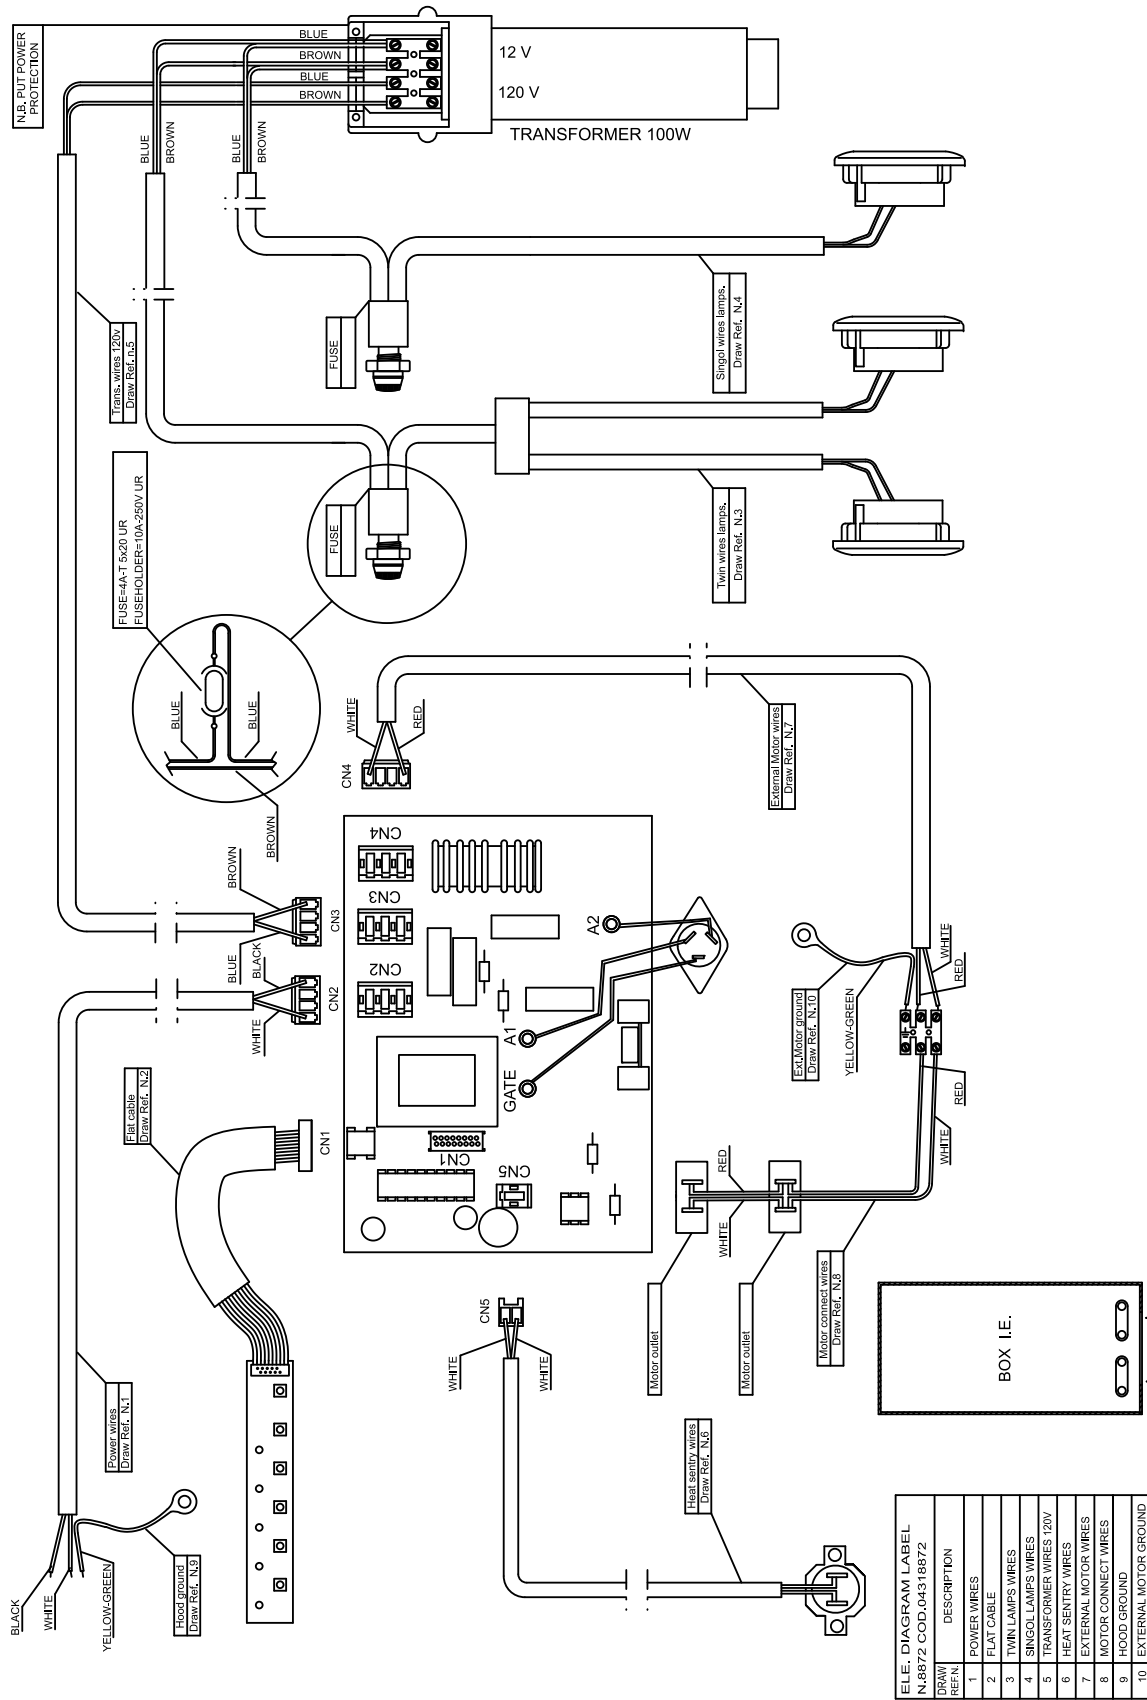 N.B. PUT POWER
PROTECTION
BLUE
BROWN
BLUE
BROWN
12 V
120 V
TRANSFORMER 100W
BLUE
BROWN
BLUE
BROWN
Trans. wires 120v
Draw Ref. n.5
FUSE
Singol wires lamps.
Draw Ref. N.4
FUSE=4A-T 5x20 UR
FUSEHOLDER=10A-250V UR
FUSE
Twin wires lamps.
Draw Ref. N.3
BLUE
BLUE
BROWN
WHITE
RED
CN4
External Motor wires
Draw Ref. N.7
BROWN
BLUE
CN3
BLACK
WHITE
CN2
CN4
CN3
CN2
A2
A1
GATE
CN1
CN5
Flat cable
Draw Ref. N.2
CN1
Ext.Motor ground
Draw Ref. N.10
YELLOW-GREEN
WHITE
RED
RED
WHITE
RED
WHITE
Motor outlet
Motor outlet
Motor connect wires
Draw Ref. N.8
Power wires
Draw Ref. N.1
CN5
WHITE
WHITE
Heat sentry wires
Draw Ref. N.6
BLACK
WHITE
YELLOW-GREEN
Hood ground
Draw Ref. N.9
BOX I.E.
ELE. DIAGRAM LABEL
N.8872 COD.04318872
DRAW REF.N. DESCRIPTION
1 POWER WIRES
2 FLAT CABLE
3 TWIN LAMPS WIRES
4 SINGOL LAMPS WIRES
5 TRANSFORMER WIRES 120V
6 HEAT SENTRY WIRES
7 EXTERNAL MOTOR WIRES
8 MOTOR CONNECT WIRES
9 HOOD GROUND
10 EXTERNAL MOTOR GROUND